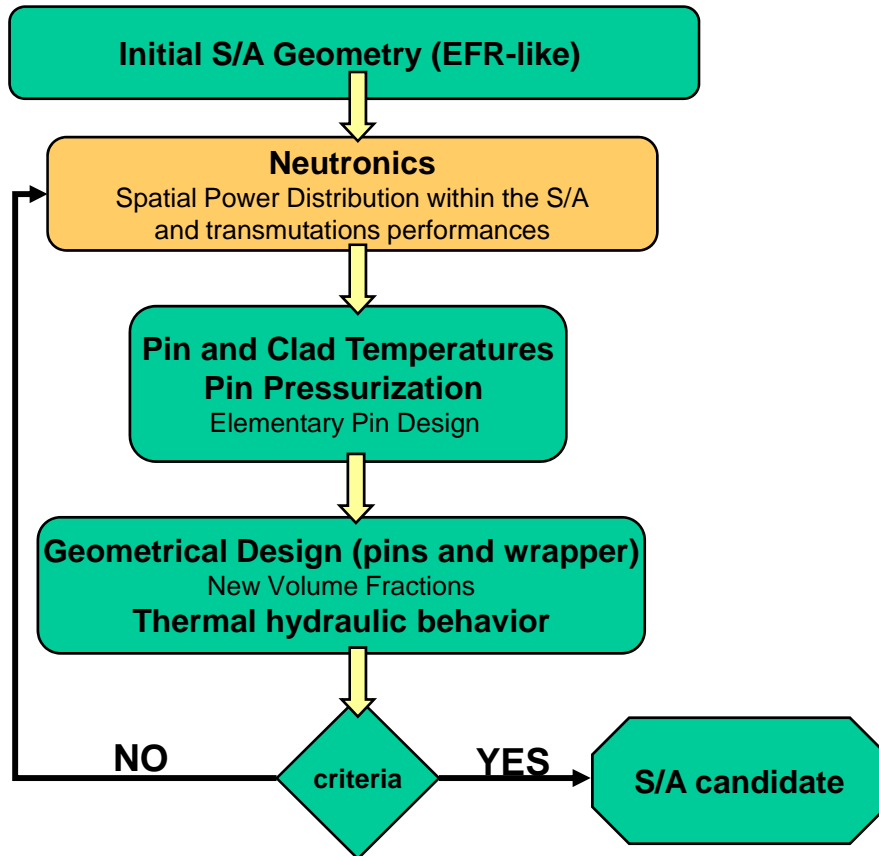 Initial S/A Geometry (EFR-like)
Neutronics
Spatial Power Distribution within the S/A
and transmutations performances
Pin and Clad Temperatures
Pin Pressurization
Elementary Pin Design
Geometrical Design (pins and wrapper)
New Volume Fractions
Thermal hydraulic behavior
NO
criteria
YES
S/A candidate